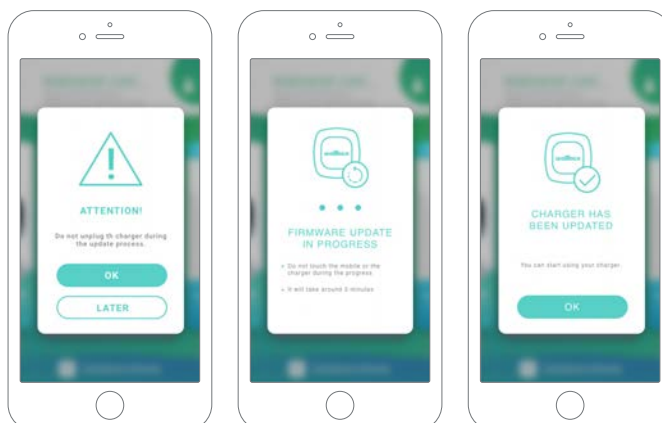 ATTENTION!
Do not unplug th charger during
the update process.
OK
LATER
FIRMWARE UPDATE
IN PROGRESS
Do not touch the mobile or the
charger during the progress.
It will take around 5 minutes
CHARGER HAS
BEEN UPDATED
You can start using your charger.
OK